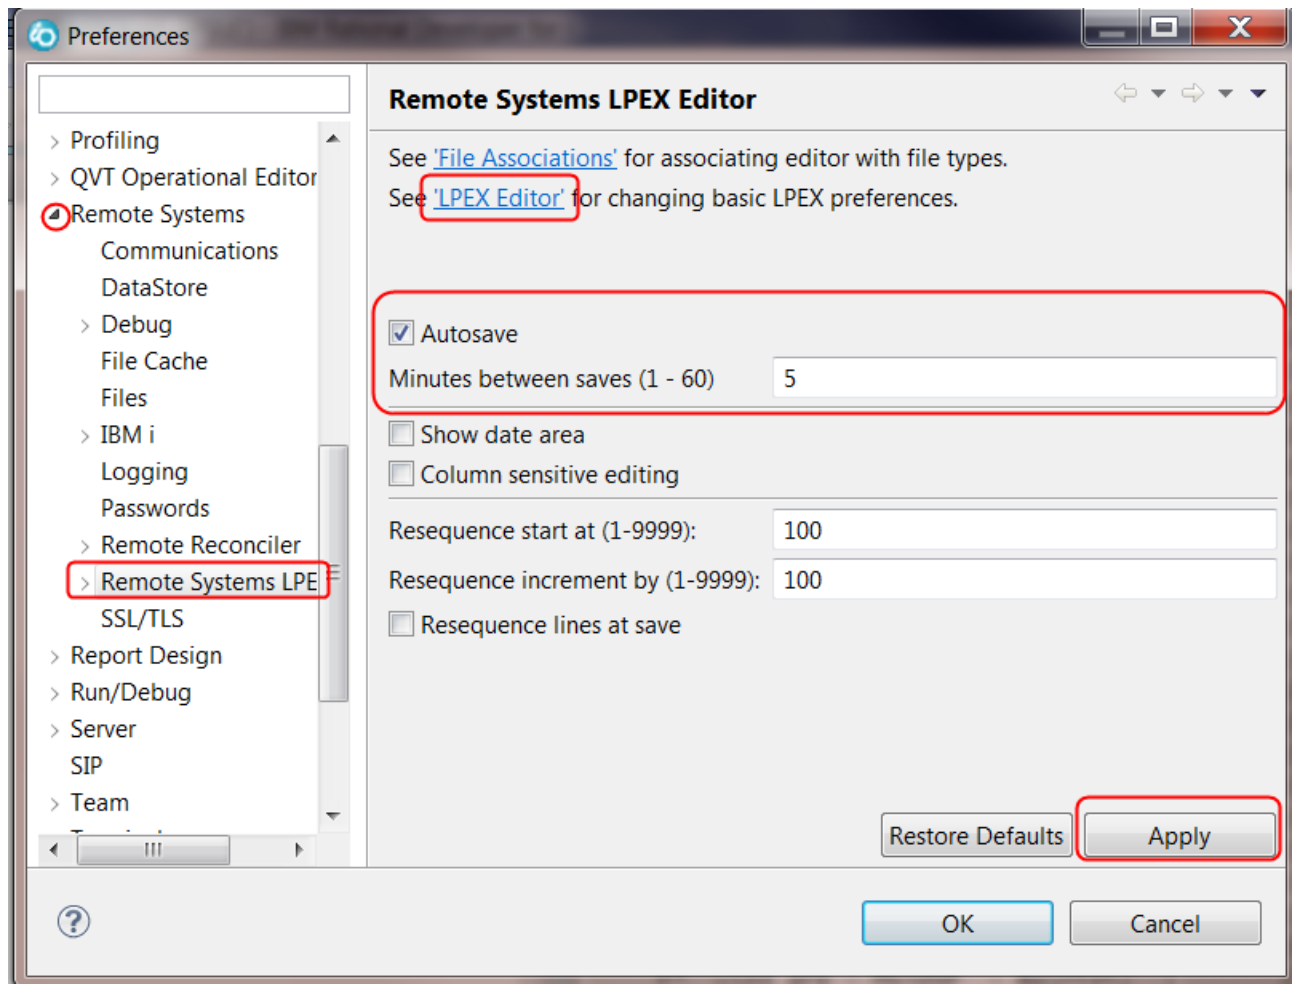 Preferences
Remote Systems LPEX Editor
Profiling
QVT Operational Editor
Remote Systems
Communications
DataStore
Debug
File Cache
Files
IBM i
Logging
Passwords
Remote Reconciler
Remote Systems LPE
SSL/TLS
Report Design
Run/Debug
Server
SIP
Team
See 'File Associations' for associating editor with file types.
See 'LPEX Editor' for changing basic LPEX preferences.
Autosave
Minutes between saves (1 - 60) 5
Show date area
Column sensitive editing
Resequence start at (1-9999): 100
Resequence increment by (1-9999): 100
Resequence lines at save
Restore Defaults Apply
OK Cancel